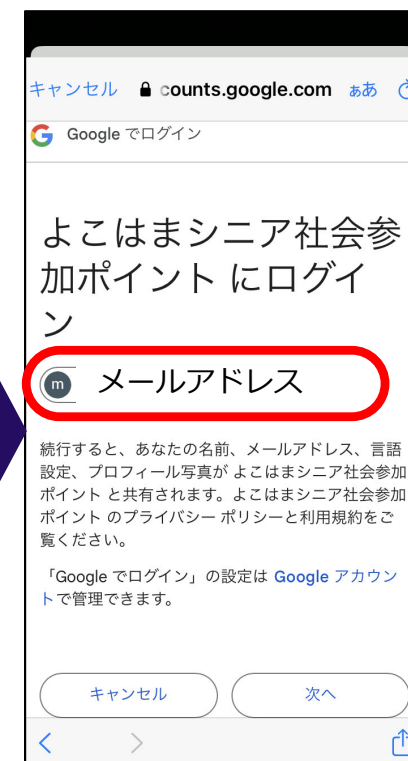 キャンセル counts.google.com ぁあ
Google でログイン
よこはまシニア社会参
加ポイント にログイ
ン
m メールアドレス
続行すると、あなたの名前、メールアドレス、言語
設定、プロフィール写真が よこはまシニア社会参加
ポイント と共有されます。よこはまシニア社会参加
ポイント のプライバシー ポリシーと利用規約をご
覧ください。
「Google でログイン」の設定は Google アカウン
トで管理できます。
キャンセル 次へ